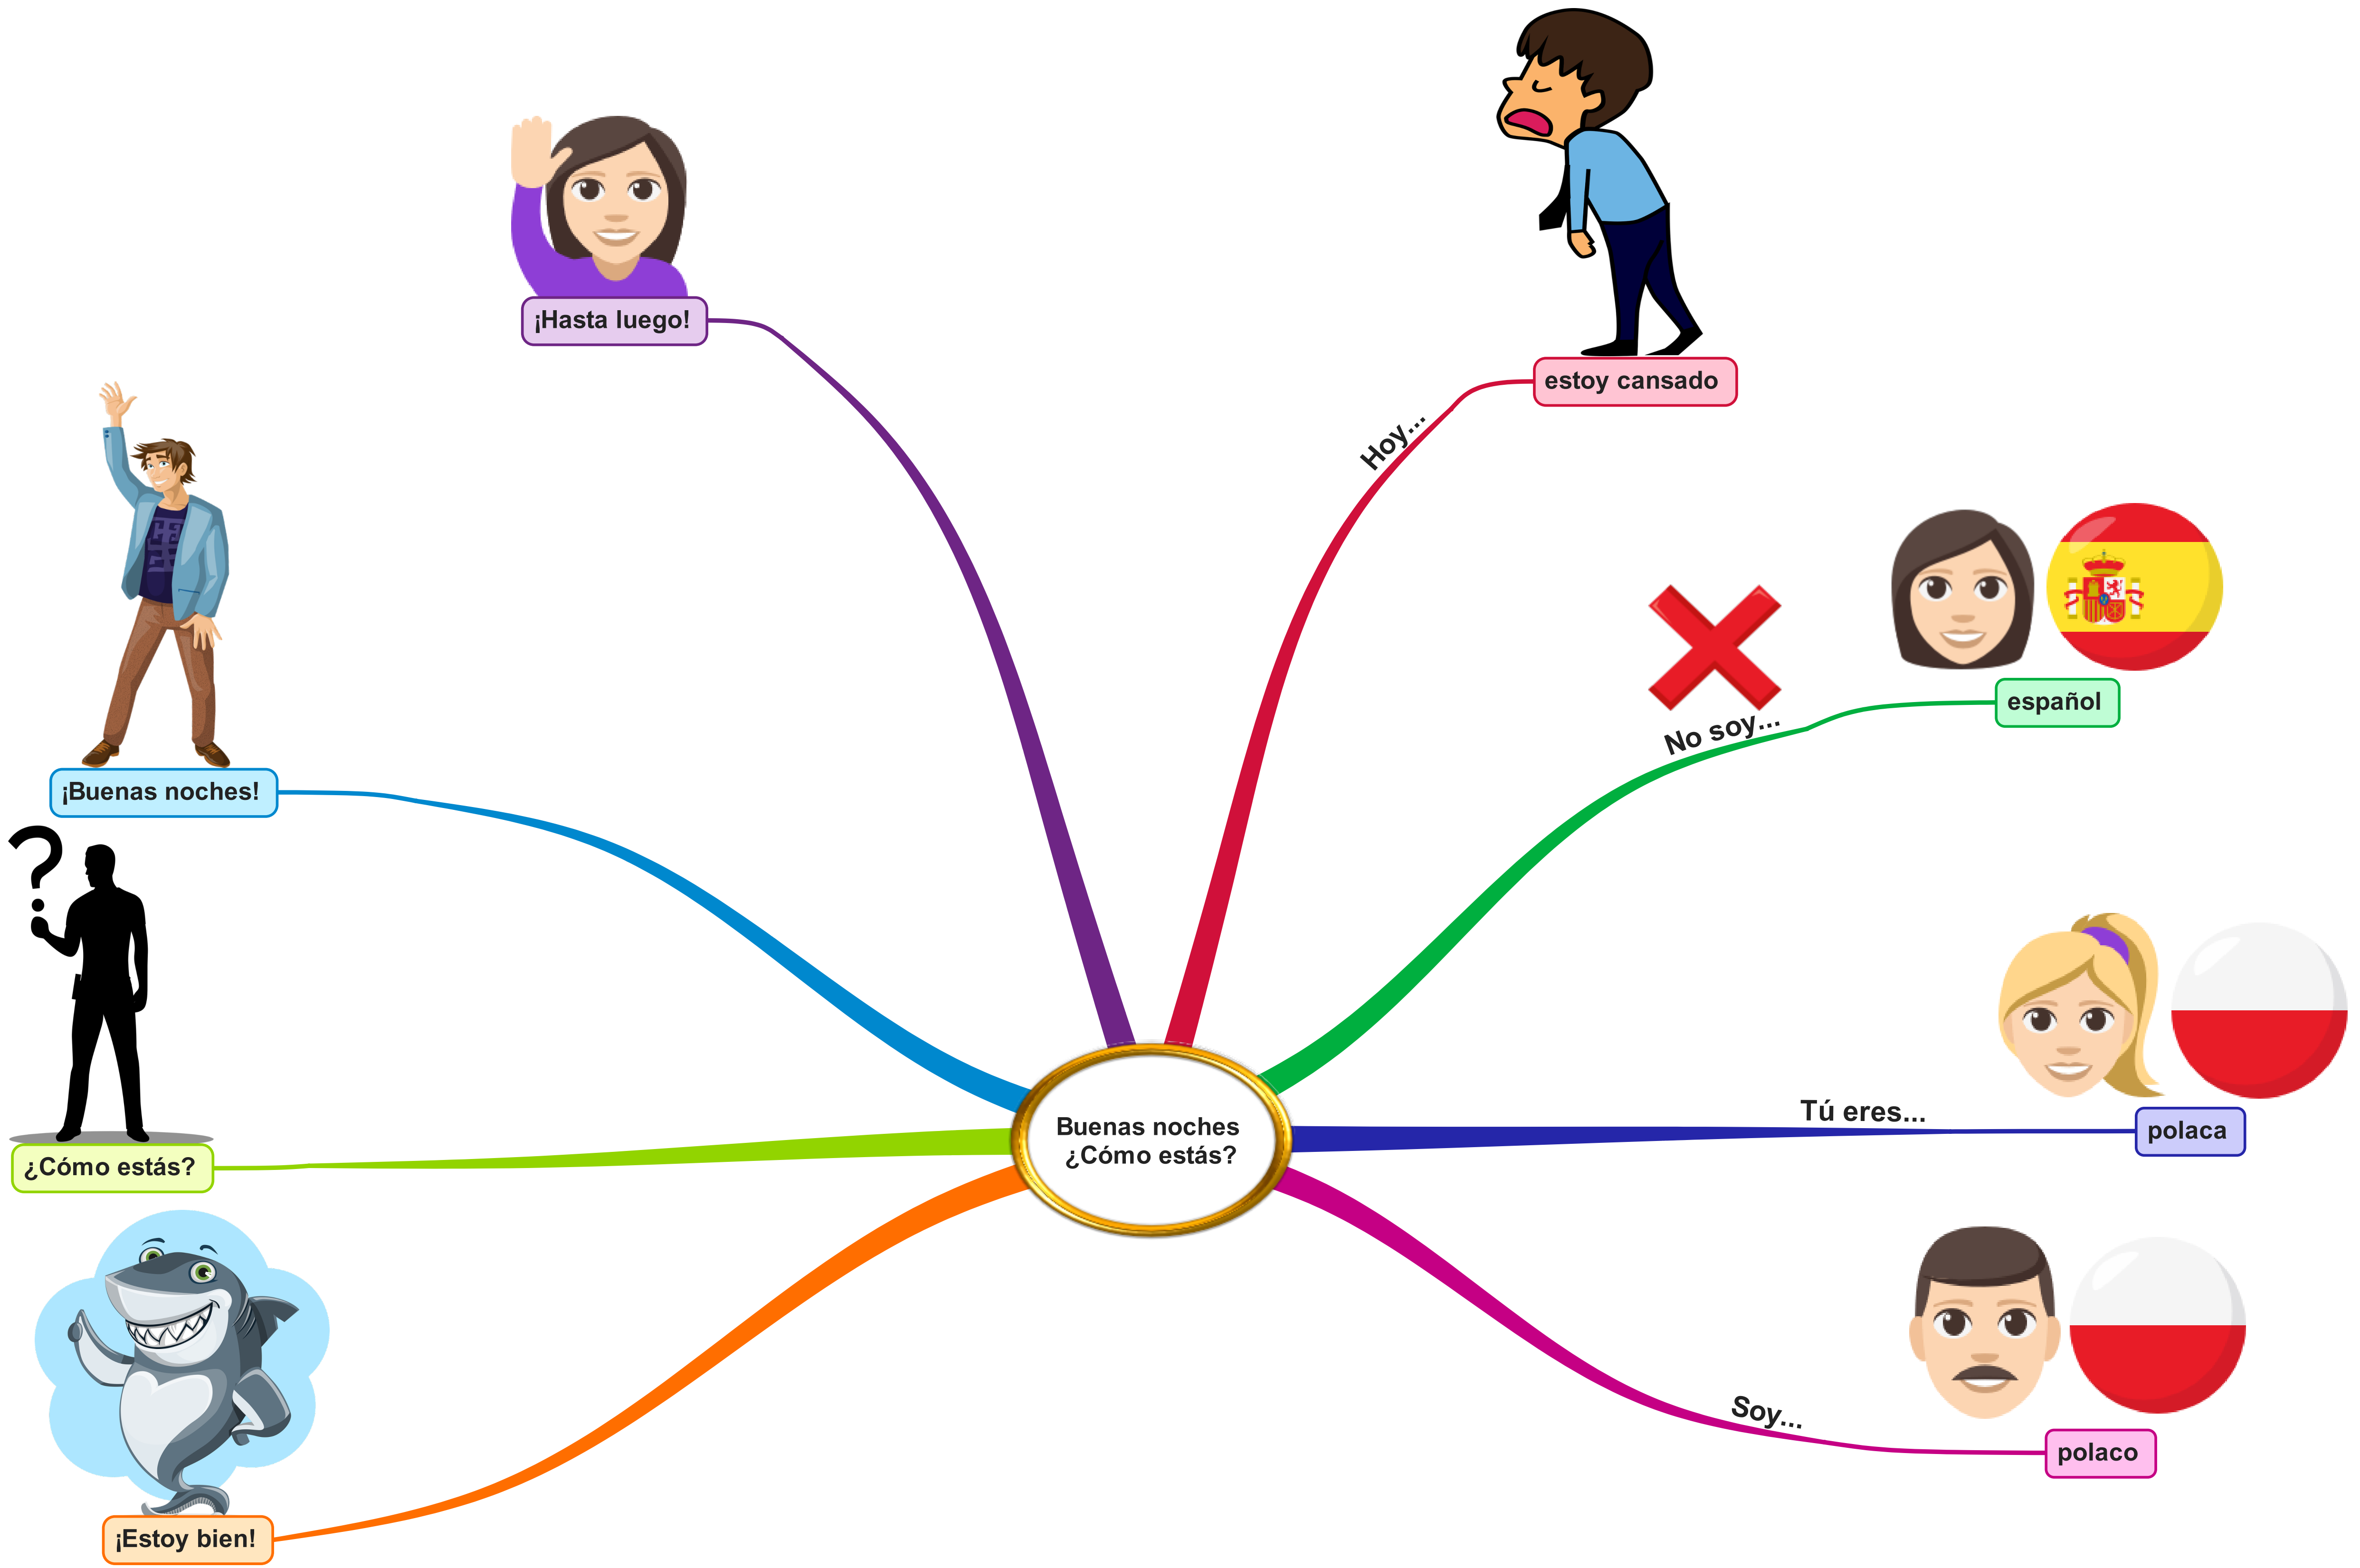 Buenas noches
¿Cómo estás?
Hoy...
estoy cansado
No soy...
español
Tú eres...
polaca
Soy...
polaco
¡Estoy bien!
¿Cómo estás?
¡Buenas noches!
¡Hasta luego!